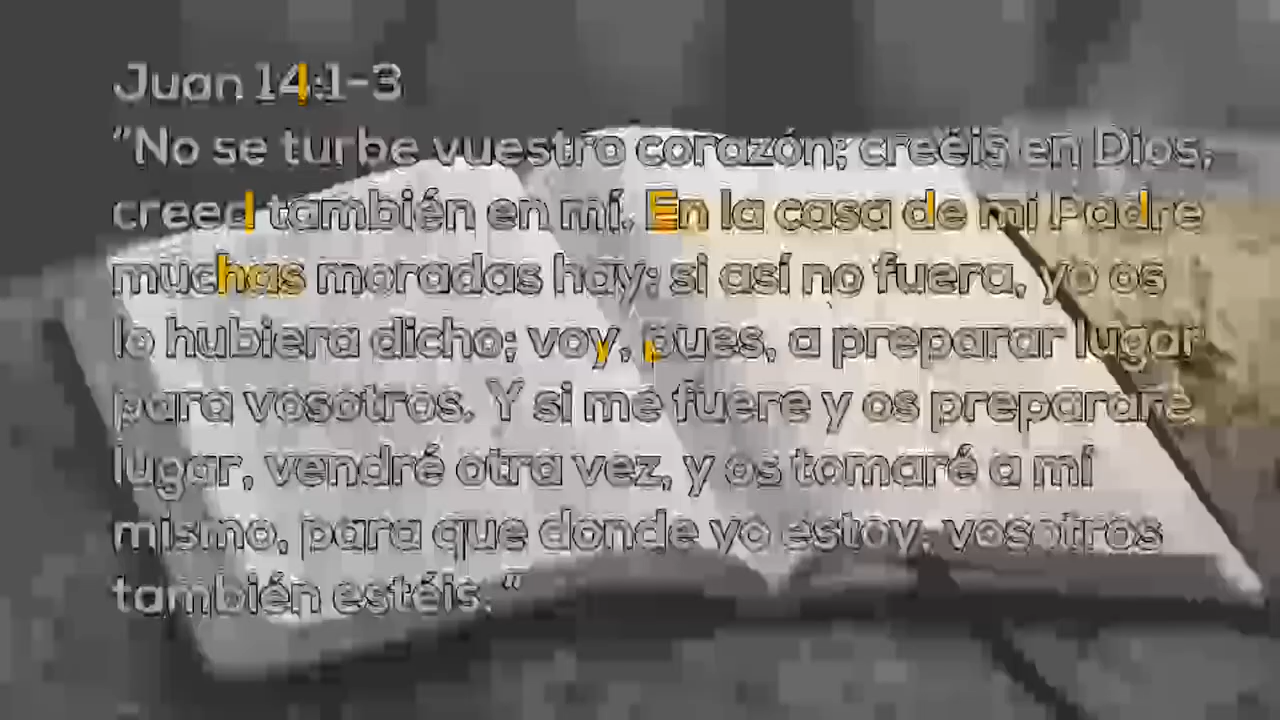 Juan 14:1-3
“No se turbe vuestro corazón; creéis en Dios,
creed también en mí. En la casa de mi Padre
muchas moradas hay; si así no fuera, yo os
lo hubiera dicho; voy, pues, a preparar lugar
para vosotros. Y si me fuere y os preparare
lugar, vendré otra vez, y os tomaré a mí
mismo, para que donde yo estoy, vosotros
también estéis.“